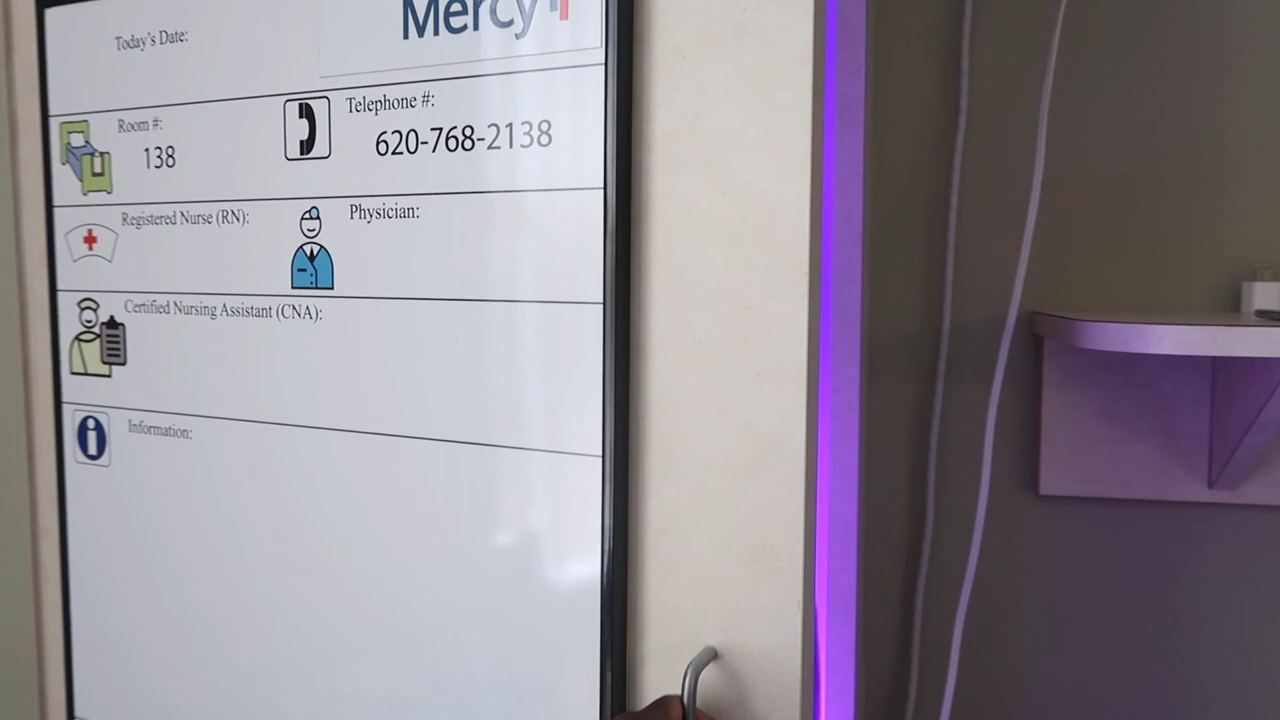 Mercy
Today's Date:
Room #:
138
Telephone #:
620-768-2138
Registered Nurse (RN):
Physician:
Certified Nursing Assistant (CNA):
Information: